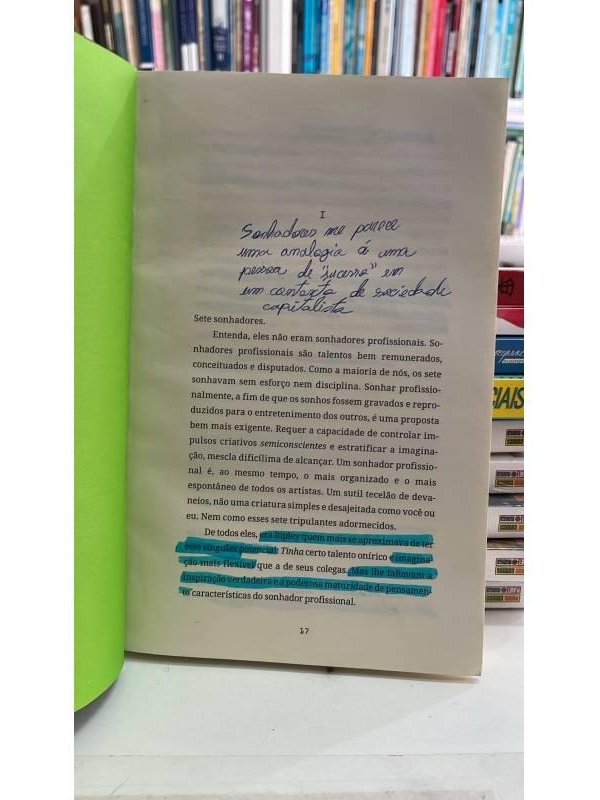 I
Sonhadores me parece
uma analogia á uma
pessoa de "sucesso" em
um contexto de sociedade
capitalista
Sete sonhadores.
Entenda, eles não eram sonhadores profissionais. So-
nhadores profissionais são talentos bem remunerados,
conceituados e disputados. Como a maioria de nós, os sete
sonhavam sem esforço nem disciplina. Sonhar profissio-
nalmente, a fim de que os sonhos fossem gravados e repro-
duzidos para o entretenimento dos outros, é uma proposta
bem mais exigente. Requer a capacidade de controlar im-
pulsos criativos semiconscientes e estratificar a imagina-
ção, mescla dificílima de alcançar. Um sonhador profissio-
nal é, ao mesmo tempo, o mais organizado e o mais
espontâneo de todos os artistas. Um sutil tecelão de deva-
neios, não uma criatura simples e desajeitada como você ou
eu. Nem como esses sete tripulantes adormecidos.
De todos eles, era Ripley quem mais se aproximava de ter
esse singular potencial. Tinha certo talento onírico e imagina-
ção mais flexível que a de seus colegas. Mas lhe faltavam a
inspiração verdadeira e a poderosa maturidade de pensamen-
to características do sonhador profissional.
17
CIAIS